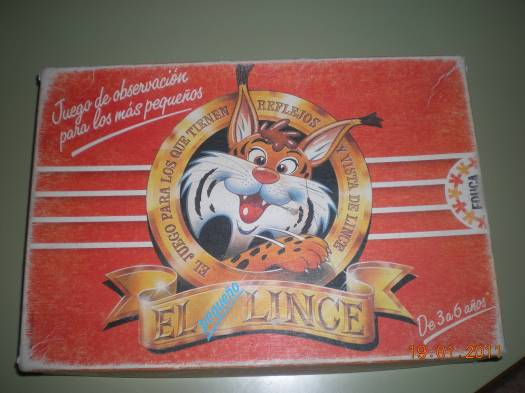 Juego de observación
para los más pequeños
EL JUEGO PARA LOS QUE TIENEN REFLEJOS Y VISTA DE LINCE
EDUCA
EL pequeño LINCE
De 3 a 6 años
19.01.2011